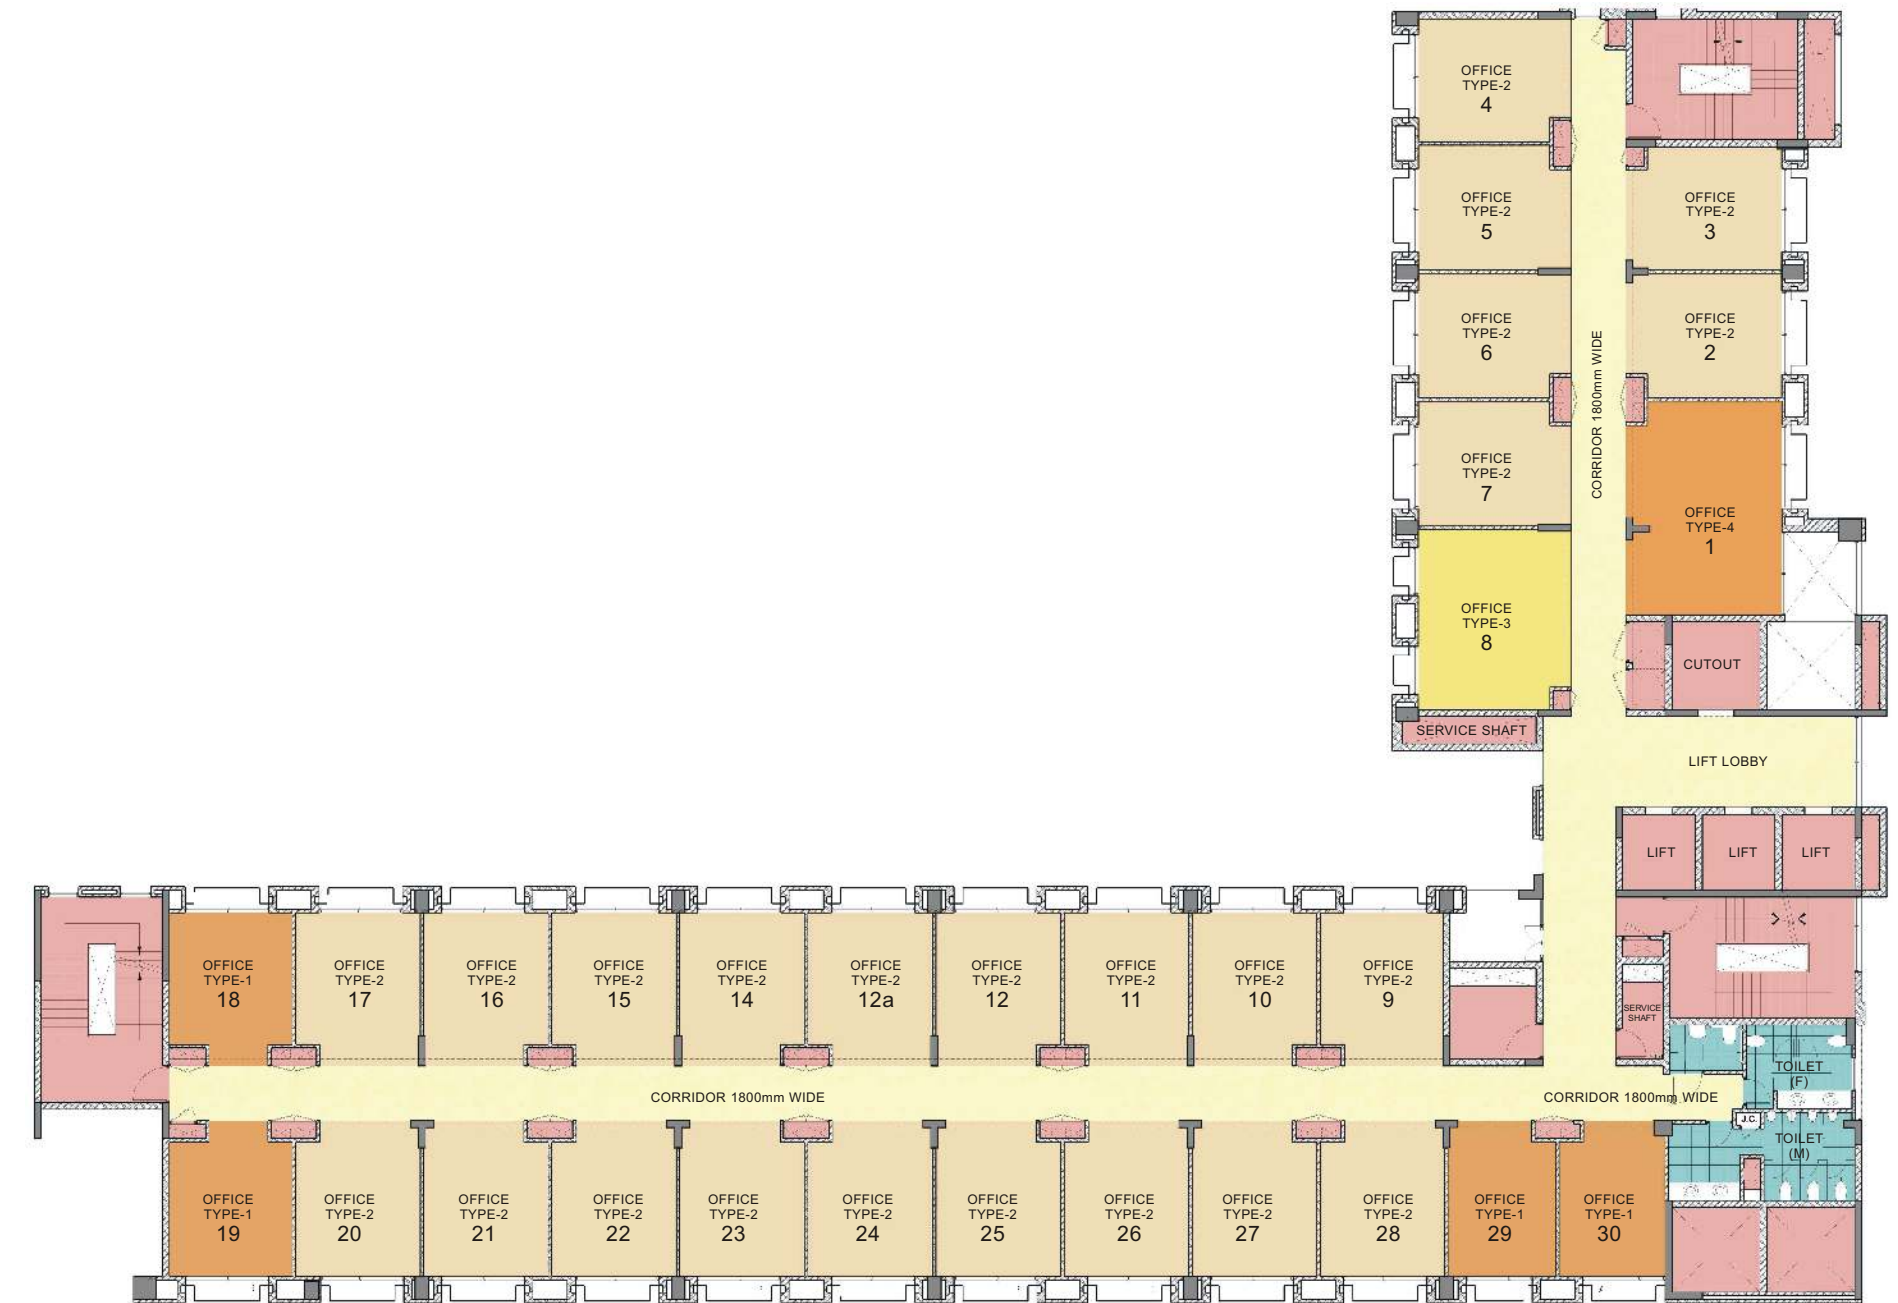 OFFICE
TYPE-2
4
OFFICE
TYPE-2
5
OFFICE
TYPE-2
3
OFFICE
TYPE-2
6
OFFICE
TYPE-2
2
CORRIDOR 1800mm WIDE
OFFICE
TYPE-2
7
OFFICE
TYPE-4
1
OFFICE
TYPE-3
8
CUTOUT
SERVICE SHAFT
LIFT LOBBY
LIFT
LIFT
LIFT
OFFICE
TYPE-1
18
OFFICE
TYPE-2
17
OFFICE
TYPE-2
16
OFFICE
TYPE-2
15
OFFICE
TYPE-2
14
OFFICE
TYPE-2
12a
OFFICE
TYPE-2
12
OFFICE
TYPE-2
11
OFFICE
TYPE-2
10
OFFICE
TYPE-2
9
SERVICE
SHAFT
TOILET
(F)
CORRIDOR 1800mm WIDE
CORRIDOR 1800mm WIDE
J.C.
TOILET
(M)
OFFICE
TYPE-1
19
OFFICE
TYPE-2
20
OFFICE
TYPE-2
21
OFFICE
TYPE-2
22
OFFICE
TYPE-2
23
OFFICE
TYPE-2
24
OFFICE
TYPE-2
25
OFFICE
TYPE-2
26
OFFICE
TYPE-2
27
OFFICE
TYPE-2
28
OFFICE
TYPE-1
29
OFFICE
TYPE-1
30